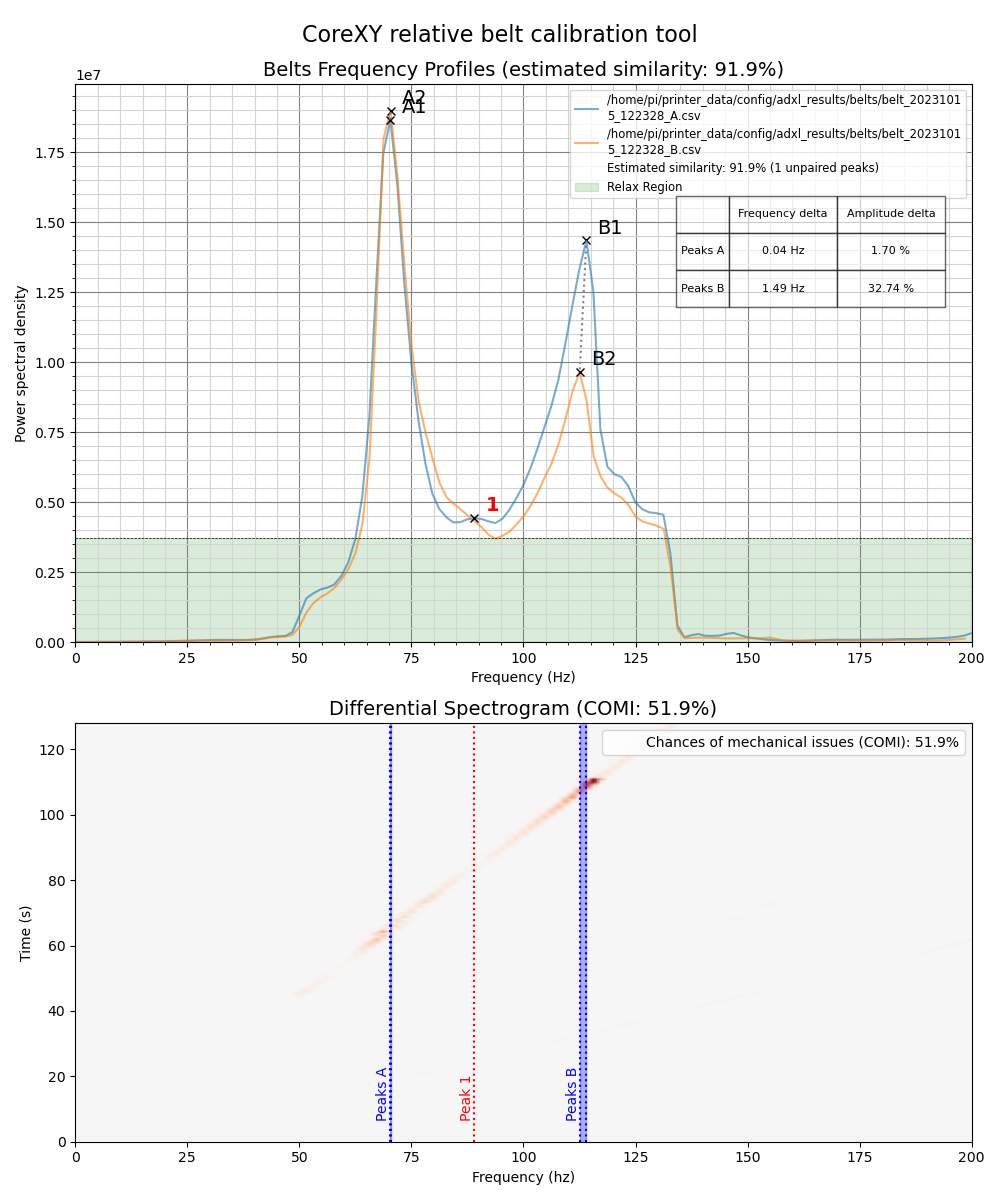 CoreXY relative belt calibration tool
Belts Frequency Profiles (estimated similarity: 91.9%)
1e7
A2
A1
/home/pi/printer_data/config/adxl_results/belts/belt_2023101
5_122328_A.csv
/home/pi/printer_data/config/adxl_results/belts/belt_2023101
5_122328_B.csv
Estimated similarity: 91.9% (1 unpaired peaks)
Relax Region
Frequency delta Amplitude delta
Peaks A 0.04 Hz 1.70 %
Peaks B 1.49 Hz 32.74 %
B1
B2
1
1.75
1.50
1.25
1.00
0.75
0.50
0.25
0.00
Power spectral density
0 25 50 75 100 125 150 175 200
Frequency (Hz)
Differential Spectrogram (COMI: 51.9%)
Chances of mechanical issues (COMI): 51.9%
120
100
80
60
40
20
0
Time (s)
Peaks A
Peak 1
Peaks B
0 25 50 75 100 125 150 175 200
Frequency (hz)